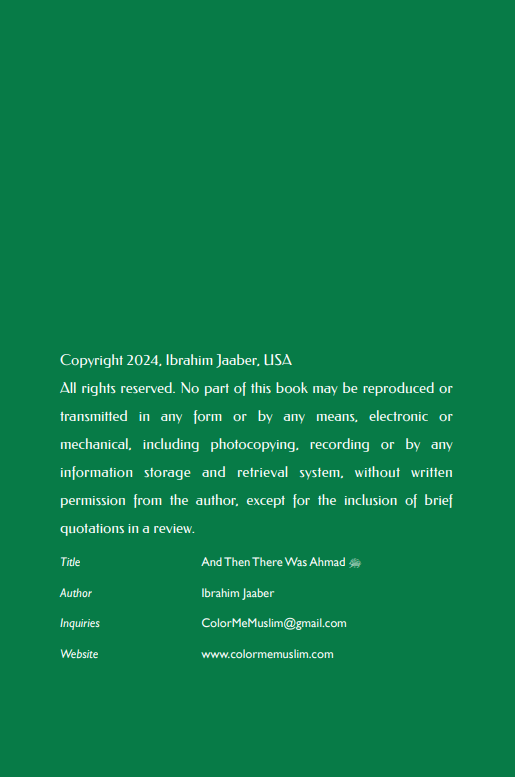 Copyright 2024, Ibrahim Jaaber, USA
All rights reserved. No part of this book may be reproduced or
transmitted in any form or by any means, electronic or
mechanical, including photocopying, recording or by any
information storage and retrieval system, without written
permission from the author, except for the inclusion of brief
quotations in a review.
Title And Then There Was Ahmad ﷺ
Author Ibrahim Jaaber
Inquiries ColorMeMuslim@gmail.com
Website www.colormemuslim.com